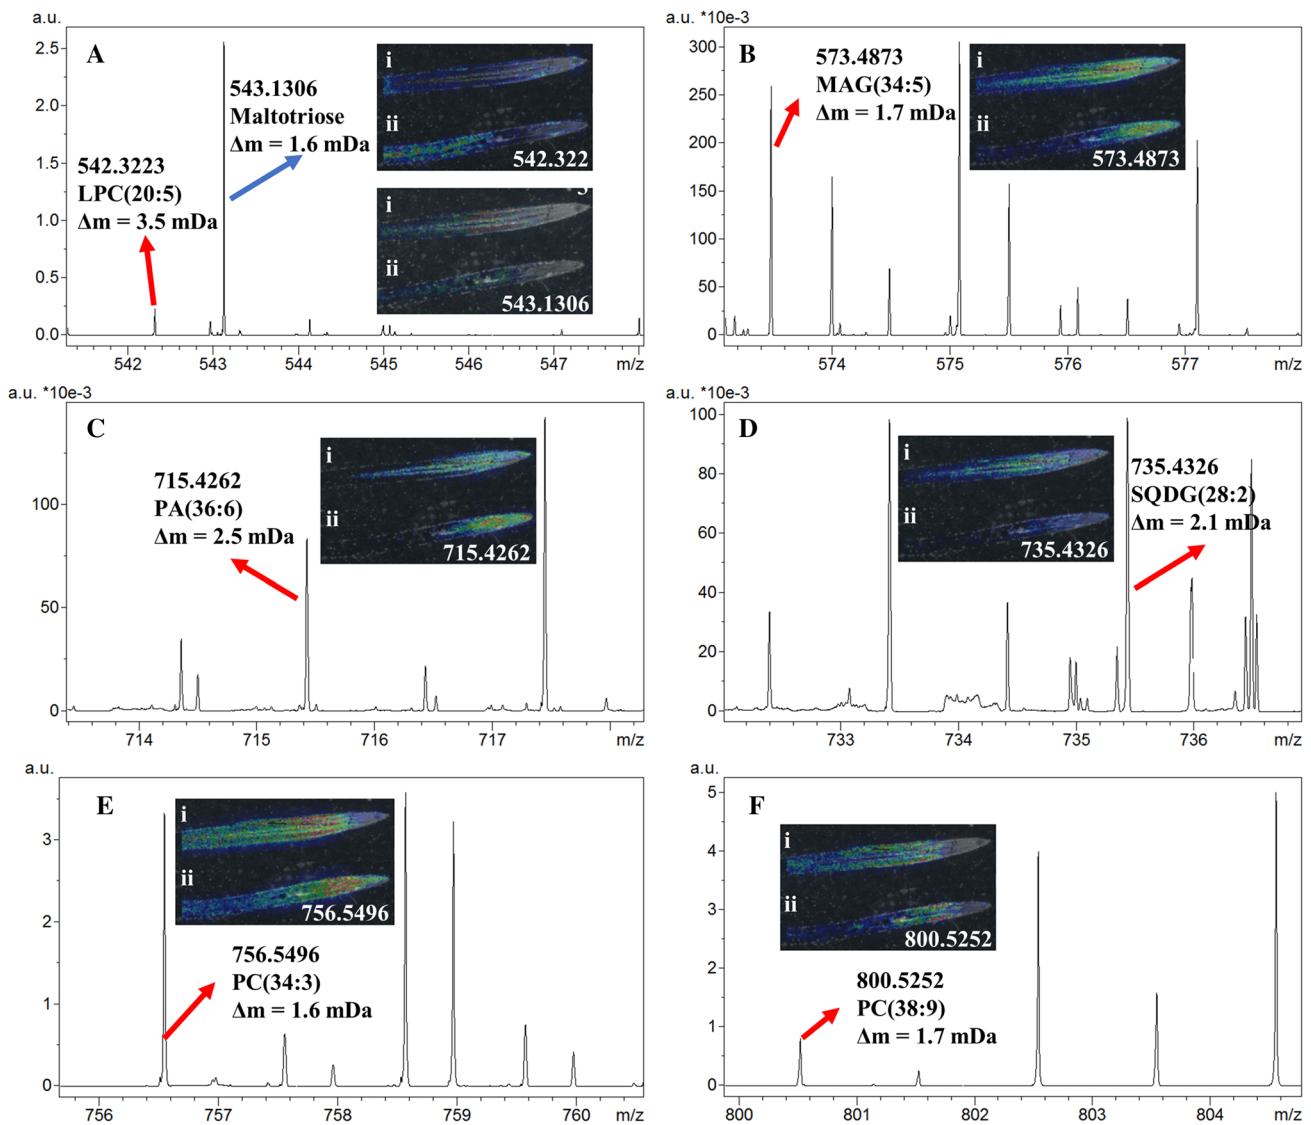 a.u.
A
2.5
2.0
1.5
1.0
0.5
0.0
542
543
544
545
546
547
m/z
542.3223
LPC(20:5)
Δm = 3.5 mDa
543.1306
Maltotriose
Δm = 1.6 mDa
i
ii
542.322
i
ii
543.1306
a.u. *10e-3
B
300
250
200
150
100
50
0
574
575
576
577
m/z
573.4873
MAG(34:5)
Δm = 1.7 mDa
i
ii
573.4873
a.u. *10e-3
C
100
50
0
714
715
716
717
m/z
715.4262
PA(36:6)
Δm = 2.5 mDa
i
ii
715.4262
a.u. *10e-3
D
100
80
60
40
20
0
733
734
735
736
m/z
i
ii
735.4326
735.4326
SQDG(28:2)
Δm = 2.1 mDa
a.u.
E
3
2
1
0
756
757
758
759
760
m/z
i
ii
756.5496
756.5496
PC(34:3)
Δm = 1.6 mDa
a.u.
F
5
4
3
2
1
0
800
801
802
803
804
m/z
i
ii
800.5252
800.5252
PC(38:9)
Δm = 1.7 mDa